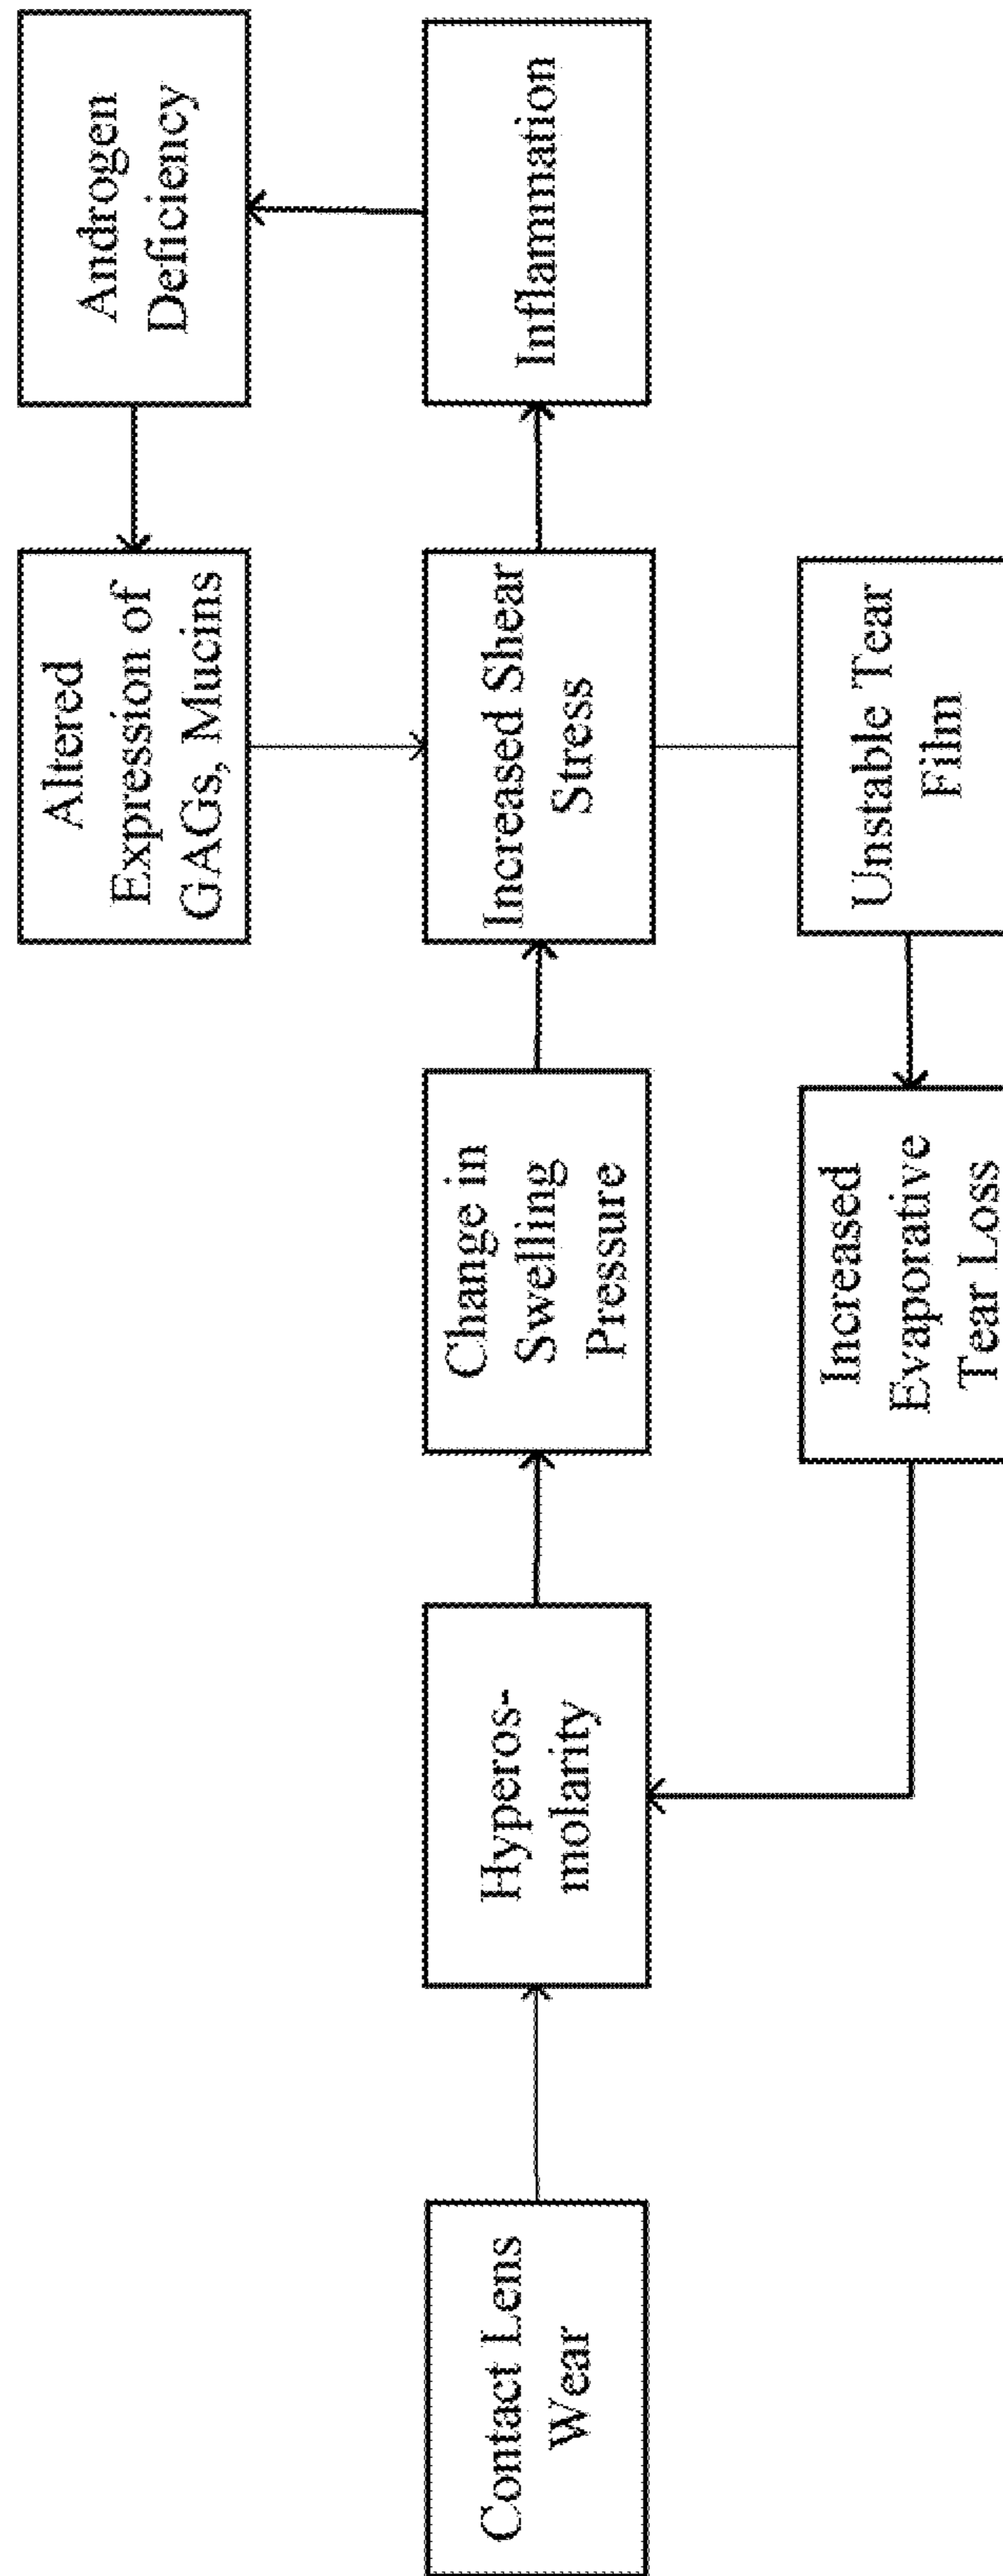 Contact Lens
Wear
Hyperos-
molarity
Change in
Swelling
Pressure
Increased Shear
Stress
Inflammation
Androgen
Deficiency
Altered
Expression of
GAGs, Mucins
Unstable Tear
Film
Increased
Evaporative
Tear Loss